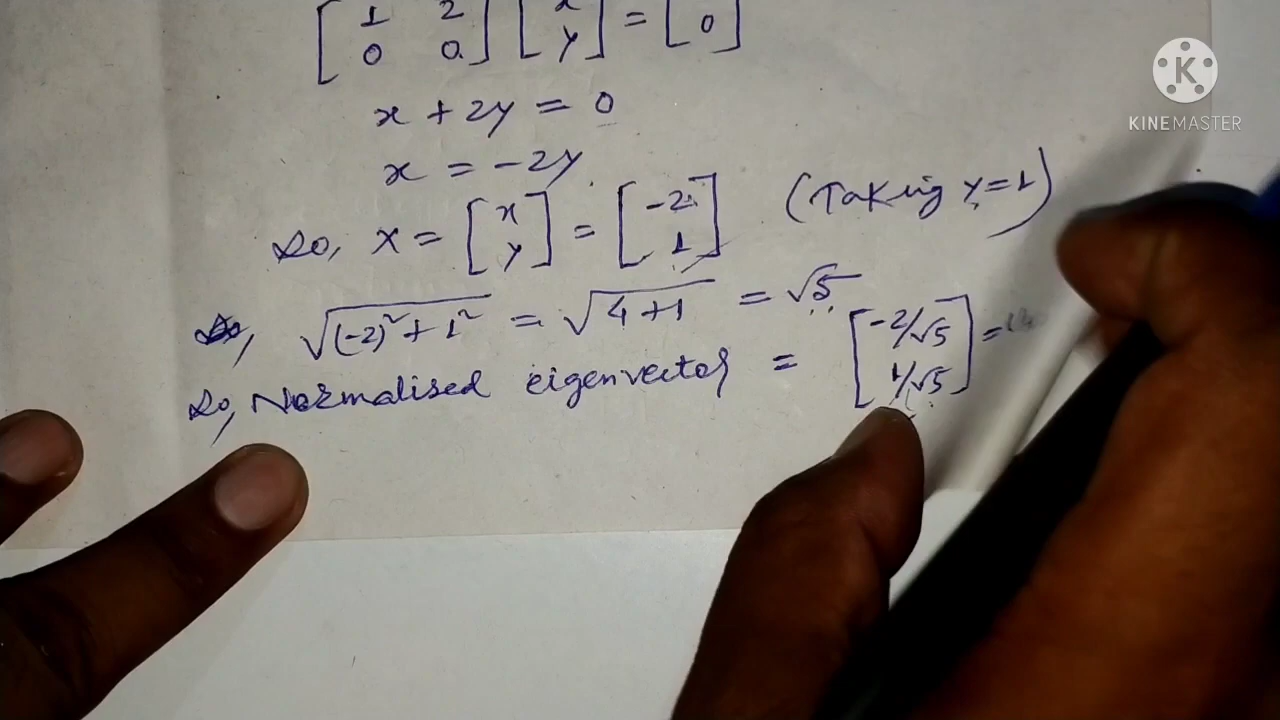 [1 2 0 0] [x y] = [ 0]
x + 2y = 0
x = -2y
So, x = [x y] = [-2 1] (Taking y=1)
√(-2)² + 1² = √4+1 = √5
So, Normalised eigenvector = [-2/√5 1/√5] =
KINEMASTER